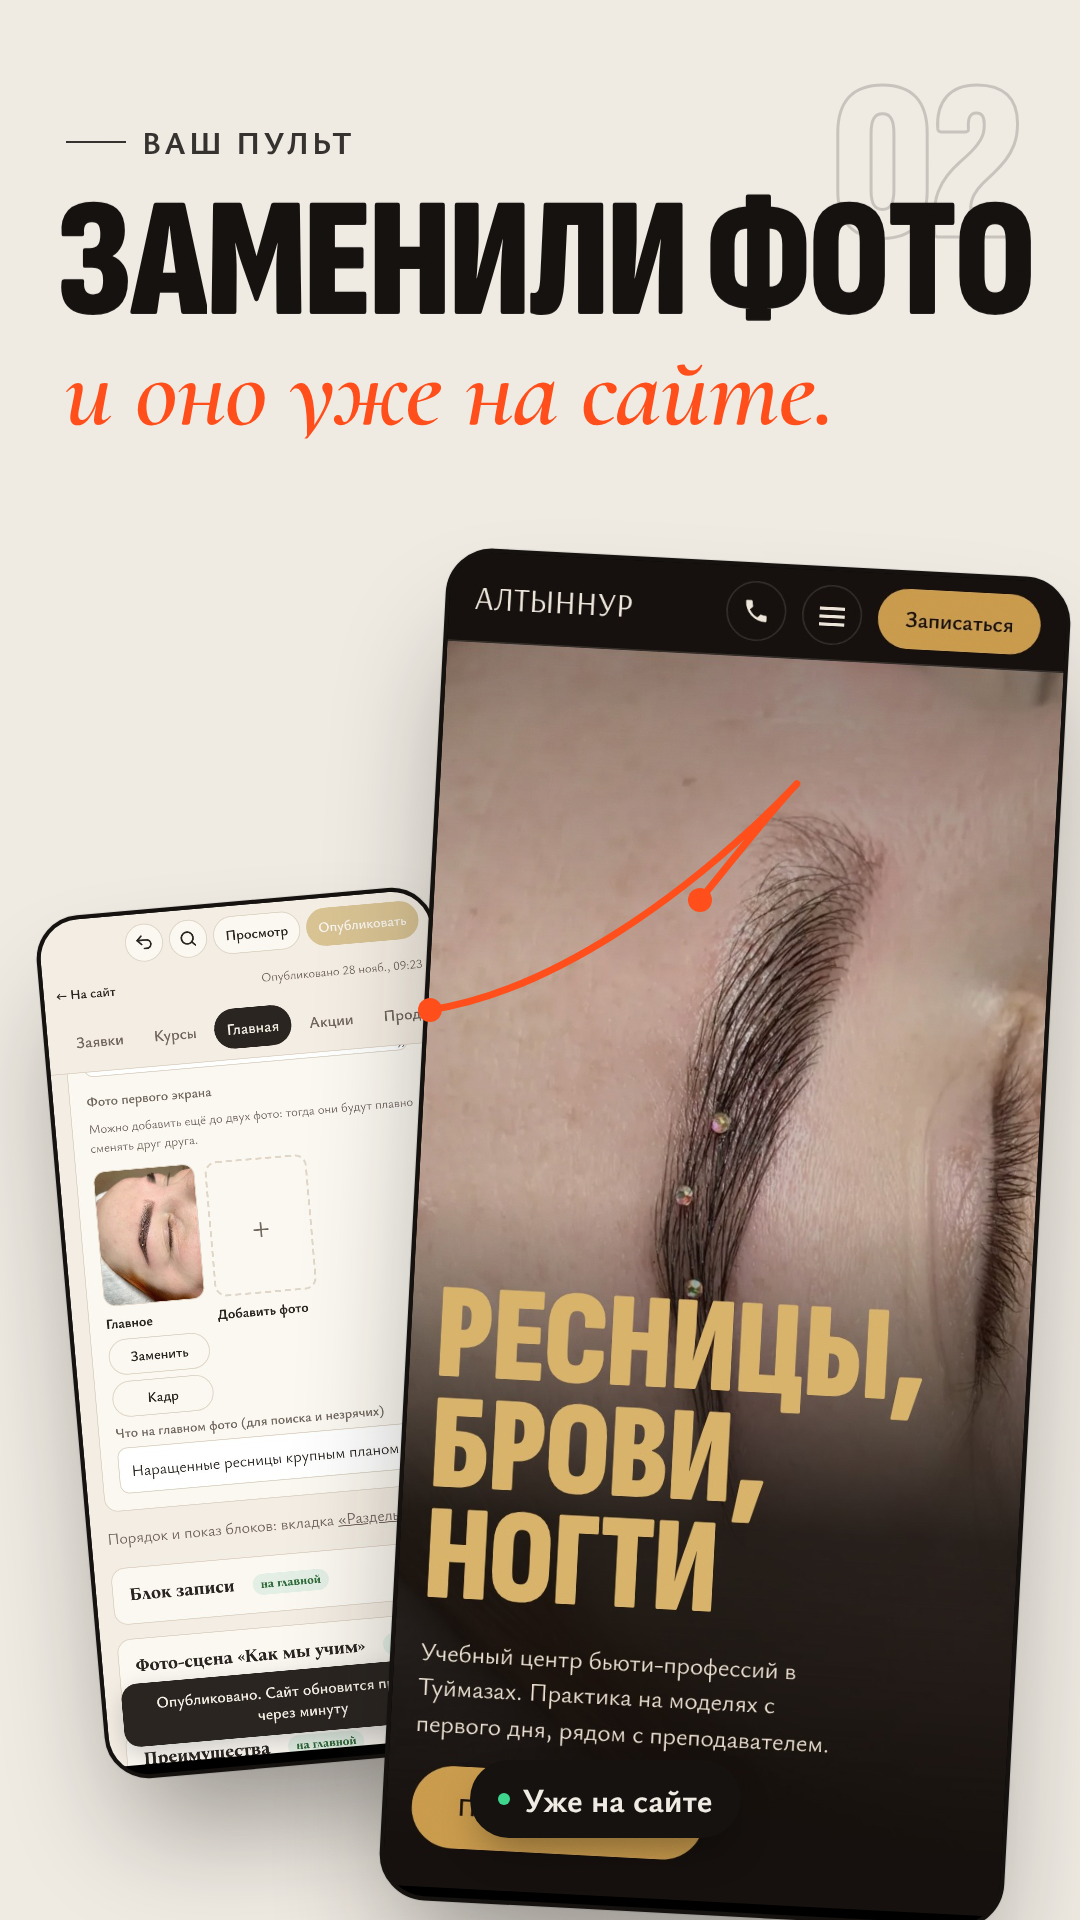 02
ВАШ ПУЛЬТ
ЗАМЕНИЛИ ФОТО
и оно уже на сайте.
АЛТЫННУР
Записаться
РЕСНИЦЫ,
БРОВИ,
НОГТИ
Учебный центр бьюти-профессий в
Туймазах. Практика на моделях с
первого дня, рядом с преподавателем.
Уже на сайте
Просмотр
Опубликовать
Опубликовано 28 нояб., 09:23
← На сайт
Заявки
Курсы
Главная
Акции
Фото первого экрана
Можно добавить ещё до двух фото: тогда они будут плавно
сменять друг друга.
+
Главное
Добавить фото
Заменить
Кадр
Что на главном фото (для поиска и незрячих)
Наращенные ресницы крупным планом
Порядок и показ блоков: вкладка
Блок записи
на главной
Фото-сцена «Как мы учим»
Опубликовано. Сайт обновится
через минуту
Преимущества
на главной